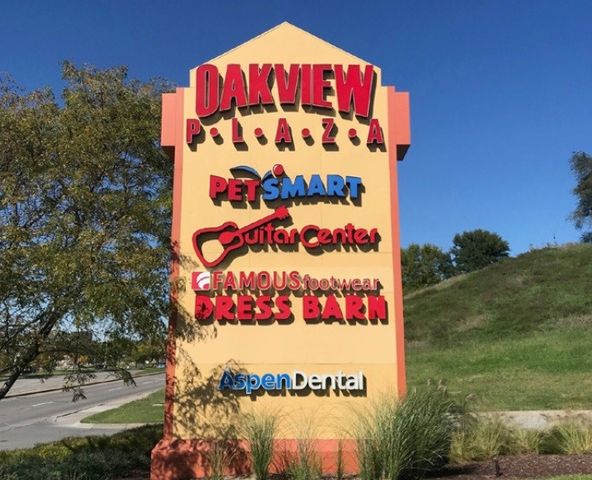 OAKVIEW
P•L•A•Z•A
PETSMART
Guitar Center
FAMOUS footwear
DRESS BARN
AspenDental